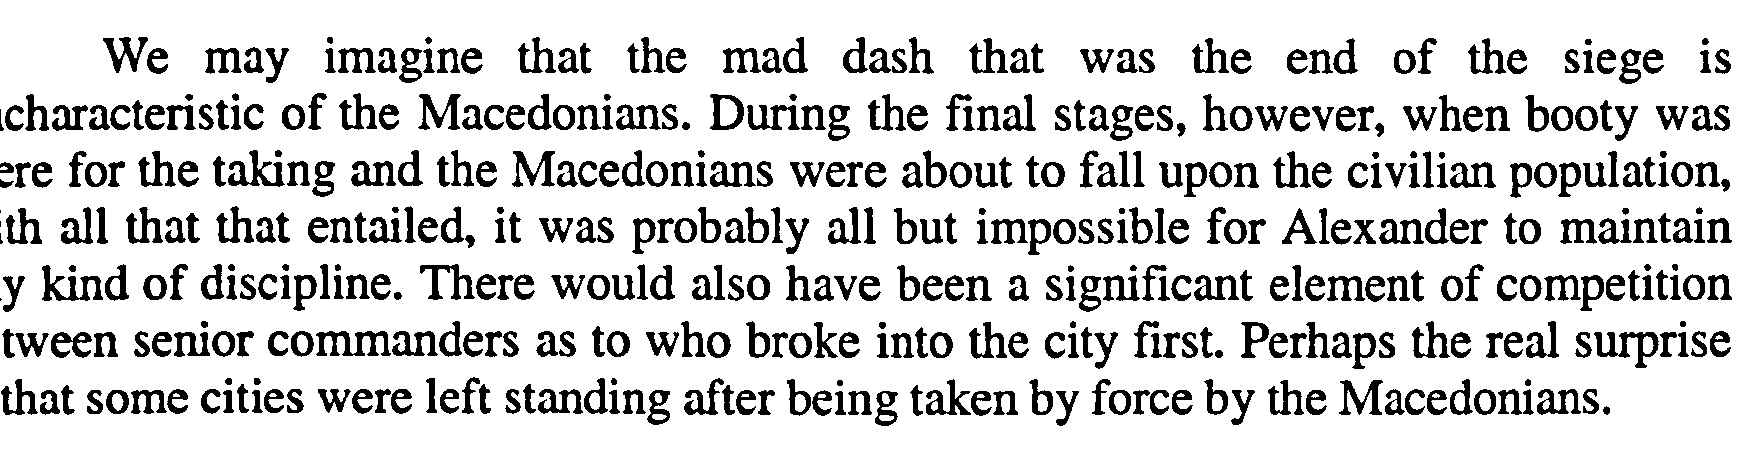 We may imagine that the mad dash that was the end of the siege is
characteristic of the Macedonians. During the final stages, however, when booty was
ere for the taking and the Macedonians were about to fall upon the civilian population,
ith all that that entailed, it was probably all but impossible for Alexander to maintain
y kind of discipline. There would also have been a significant element of competition
tween senior commanders as to who broke into the city first. Perhaps the real surprise
that some cities were left standing after being taken by force by the Macedonians.